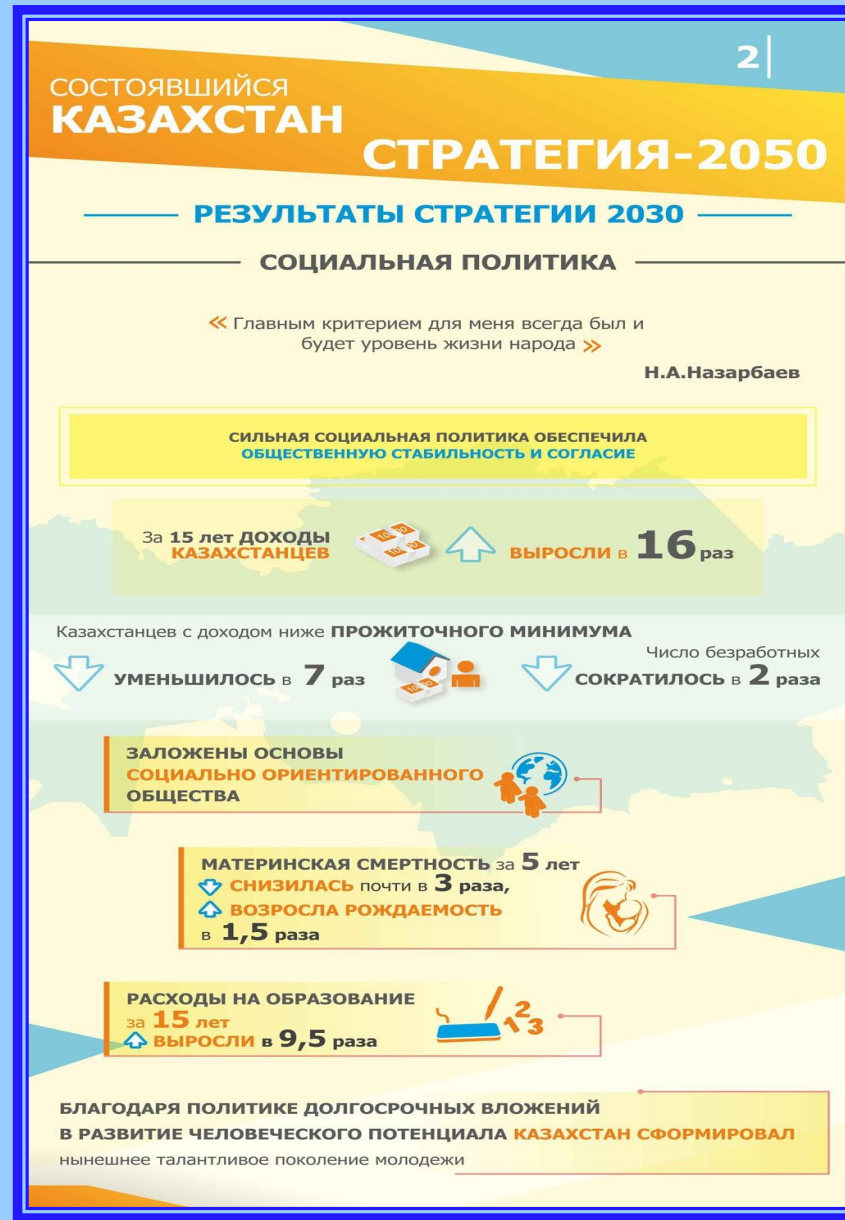 2
СОСТОЯВШИЙСЯ
КАЗАХСТАН
СТРАТЕГИЯ-2050
РЕЗУЛЬТАТЫ СТРАТЕГИИ 2030
СОЦИАЛЬНАЯ ПОЛИТИКА
« Главным критерием для меня всегда был и
будет уровень жизни народа »
Н.А.Назарбаев
СИЛЬНАЯ СОЦИАЛЬНАЯ ПОЛИТИКА ОБЕСПЕЧИЛА
ОБЩЕСТВЕННУЮ СТАБИЛЬНОСТЬ И СОГЛАСИЕ
За 15 лет ДОХОДЫ
КАЗАХСТАНЦЕВ
ВЫРОСЛИ в 16 раз
Казахстанцев с доходом ниже ПРОЖИТОЧНОГО МИНИМУМА
УМЕНЬШИЛОСЬ в 7 раз
Число безработных
СОКРАТИЛОСЬ в 2 раза
ЗАЛОЖЕНЫ ОСНОВЫ
СОЦИАЛЬНО ОРИЕНТИРОВАННОГО
ОБЩЕСТВА
МАТЕРИНСКАЯ СМЕРТНОСТЬ за 5 лет
СНИЗИЛАСЬ почти в 3 раза,
ВОЗРОСЛА РОЖДАЕМОСТЬ
в 1,5 раза
РАСХОДЫ НА ОБРАЗОВАНИЕ
за 15 лет
ВЫРОСЛИ в 9,5 раза
1 2 3
БЛАГОДАРЯ ПОЛИТИКЕ ДОЛГОСРОЧНЫХ ВЛОЖЕНИЙ
В РАЗВИТИЕ ЧЕЛОВЕЧЕСКОГО ПОТЕНЦИАЛА КАЗАХСТАН СФОРМИРОВАЛ
нынешнее талантливое поколение молодежи